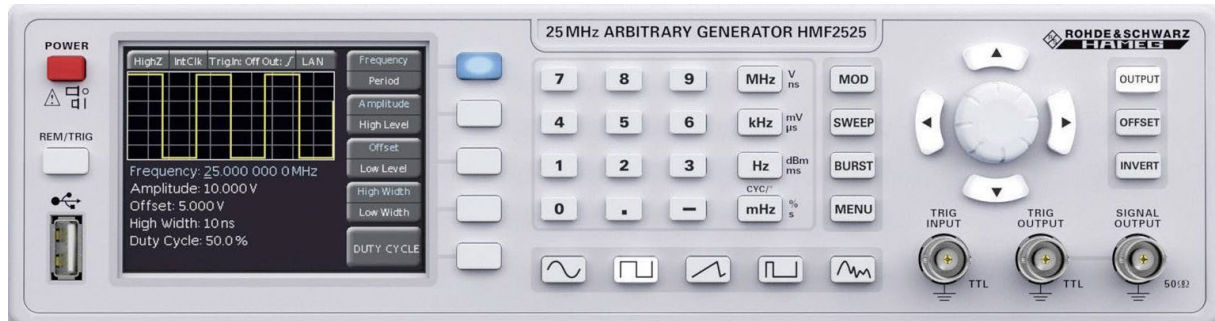 25 MHz ARBITRARY GENERATOR HMF2525
ROHDE & SCHWARZ
HAMEG
POWER
REM/TRIG
HighZ IntClk Trig.In: Off Out: LAN
Frequency: 25.000 000 0 MHz
Amplitude: 10.000 V
Offset: 5.000 V
High Width: 10 ns
Duty Cycle: 50.0 %
Frequency
Period
Amplitude
High Level
Offset
Low Level
High Width
Low Width
DUTY CYCLE
7 8 9 MHz V ns MOD
4 5 6 kHz mV µs SWEEP
1 2 3 Hz dBm ms BURST
CYC/°
0 . − mHz % s MENU
OUTPUT
OFFSET
INVERT
TRIG INPUT
TRIG OUTPUT
SIGNAL OUTPUT
TTL
TTL
50Ω